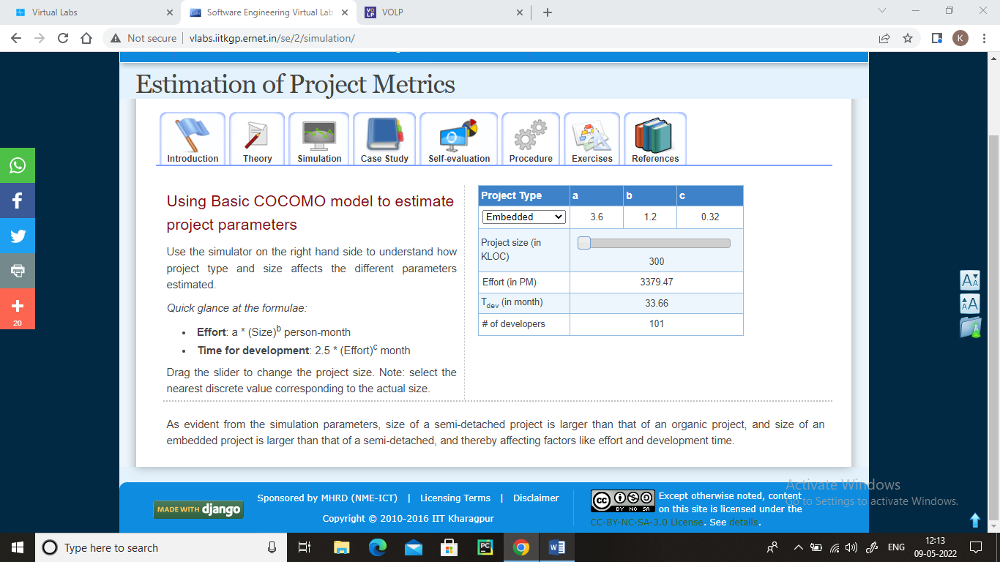 Virtual Labs
Software Engineering Virtual Lab
VOLP
Not secure
vlabs.iitkgp.ernet.in/se/2/simulation/
K
Estimation of Project Metrics
Introduction
Theory
Simulation
Case Study
Self-evaluation
Procedure
Exercises
References
20
Using Basic COCOMO model to estimate
project parameters
Use the simulator on the right hand side to understand how
project type and size affects the different parameters
estimated.
Quick glance at the formulae:
• Effort: a * (Size)b person-month
• Time for development: 2.5 * (Effort)c month
Drag the slider to change the project size. Note: select the
nearest discrete value corresponding to the actual size.
Project Type a b c
Embedded 3.6 1.2 0.32
Project size (in
KLOC)
300
Effort (in PM) 3379.47
Tdev (in month) 33.66
# of developers 101
As evident from the simulation parameters, size of a semi-detached project is larger than that of an organic project, and size of an
embedded project is larger than that of a semi-detached, and thereby affecting factors like effort and development time.
MADE WITH django
Sponsored by MHRD (NME-ICT) | Licensing Terms | Disclaimer
Copyright © 2010-2016 IIT Kharagpur
cc BY NC SA
Except otherwise noted, content
on this site is licensed under the
CC-BY-NC-SA-3.0 License. See details.
Activate Windows
Go to Settings to activate Windows.
Type here to search
ENG
12:13
09-05-2022